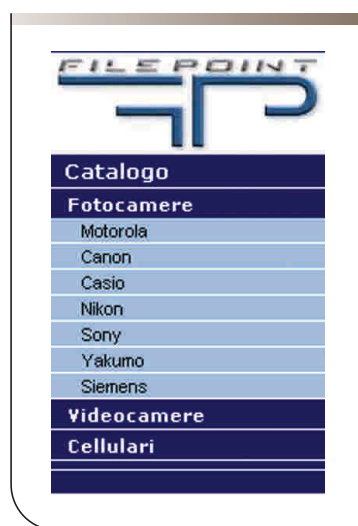 FILEPOINT
Catalogo
Fotocamere
Motorola
Canon
Casio
Nikon
Sony
Yakumo
Siemens
Videocamere
Cellulari